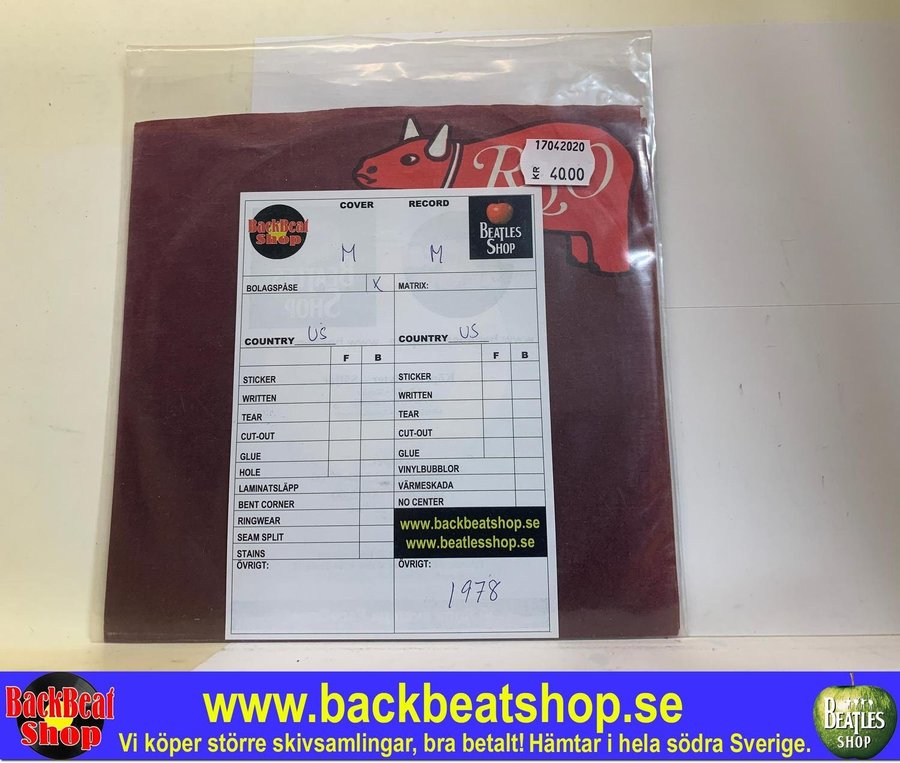 RSO
17042020
KR 40.00
COVER RECORD
BackBeat
Shop
BEATLES
SHOP
M M
BOLAGSPÅSE X MATRIX:
COUNTRY US COUNTRY US
F B F B
STICKER STICKER
WRITTEN WRITTEN
TEAR TEAR
CUT-OUT CUT-OUT
GLUE GLUE
HOLE VINYLBUBBLOR
LAMINATSLÄPP VÄRMESKADA
BENT CORNER NO CENTER
RINGWEAR
SEAM SPLIT
STAINS
www.backbeatshop.se
www.beatlesshop.se
ÖVRIGT: ÖVRIGT:
1978
BackBeat
Shop
www.backbeatshop.se
Vi köper större skivsamlingar, bra betalt! Hämtar i hela södra Sverige.
BEATLES
SHOP